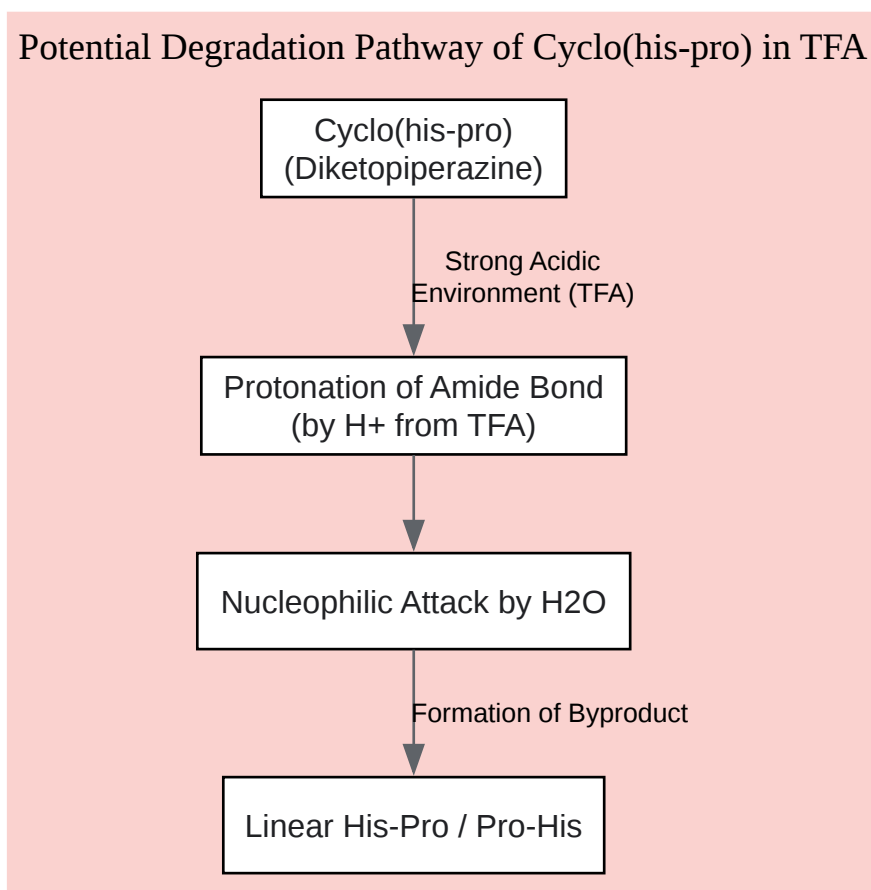 Potential Degradation Pathway of Cyclo(his-pro) in TFA
Cyclo(his-pro)
(Diketopiperazine)
Strong Acidic
Environment (TFA)
Protonation of Amide Bond
(by H+ from TFA)
Nucleophilic Attack by H2O
Formation of Byproduct
Linear His-Pro / Pro-His